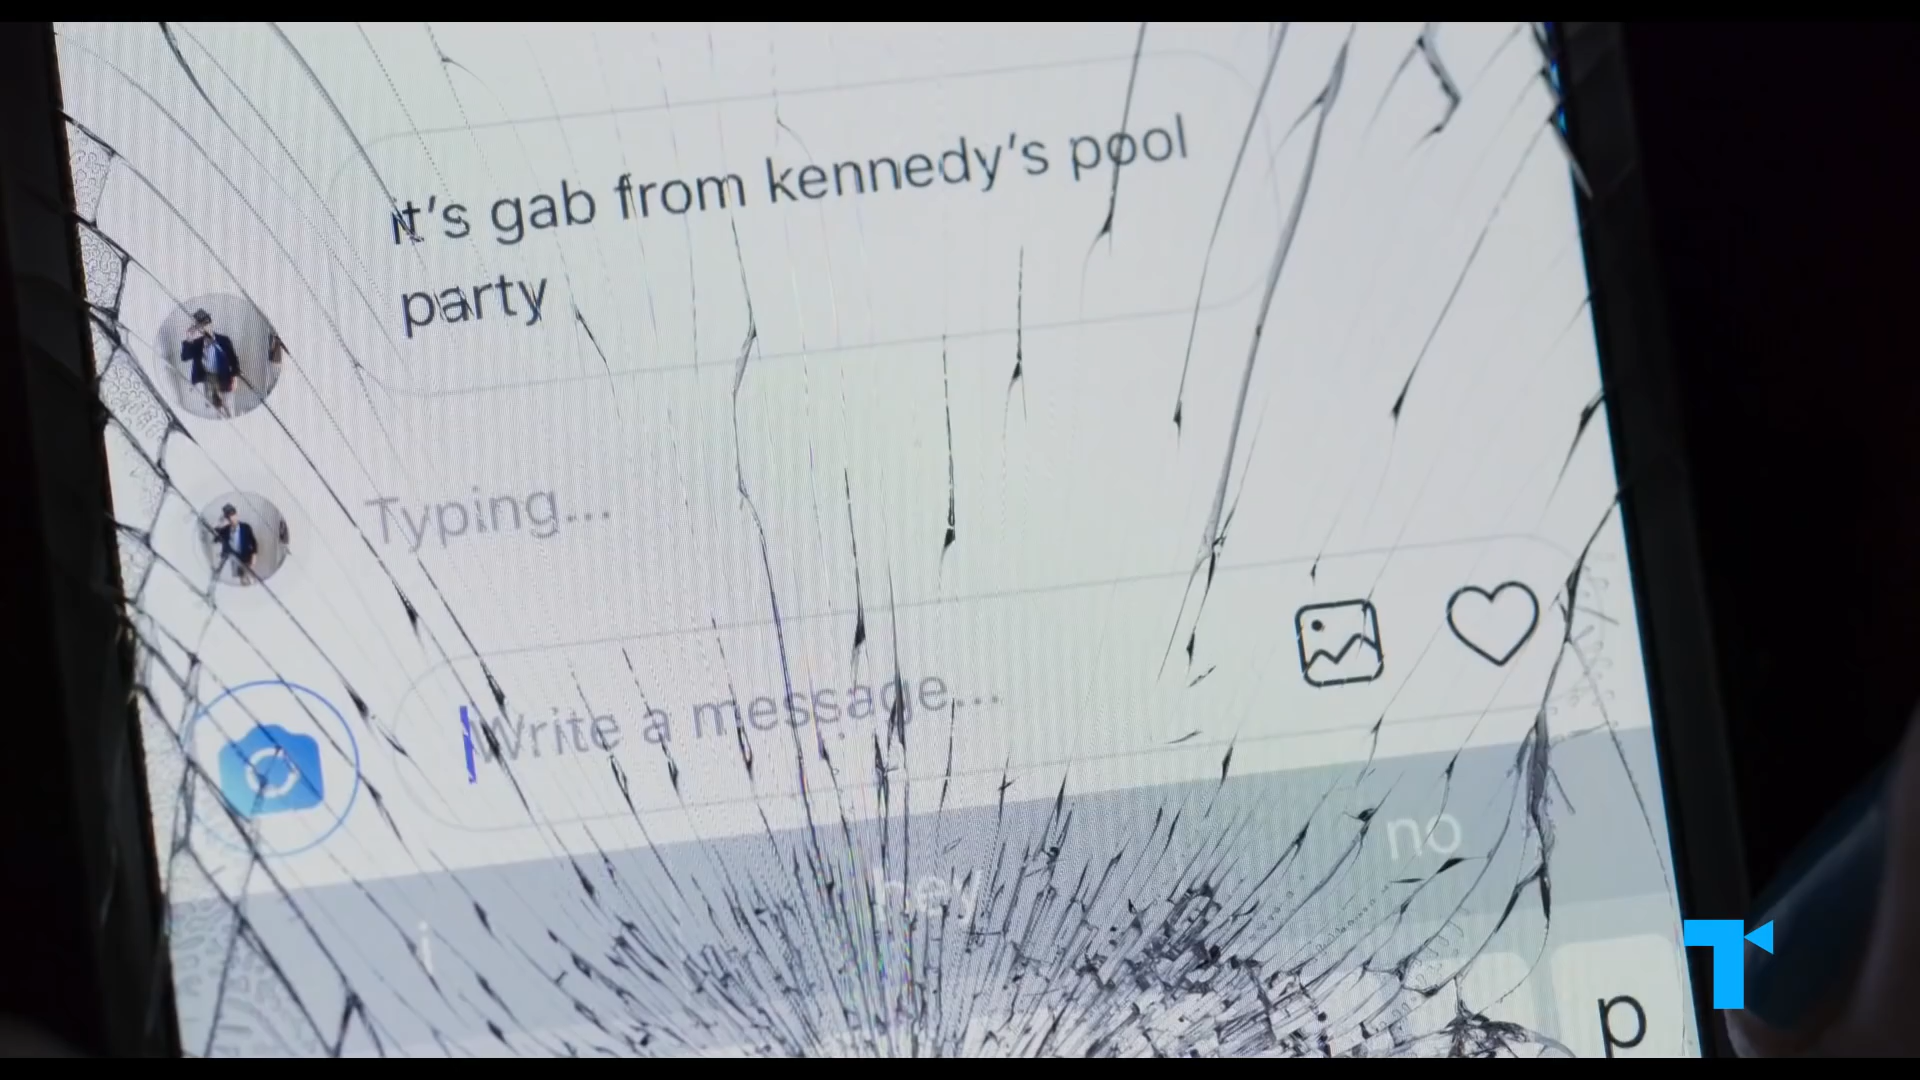 it's gab from kennedy's pool
party
Typing...
Write a message...
i
hey
no
p